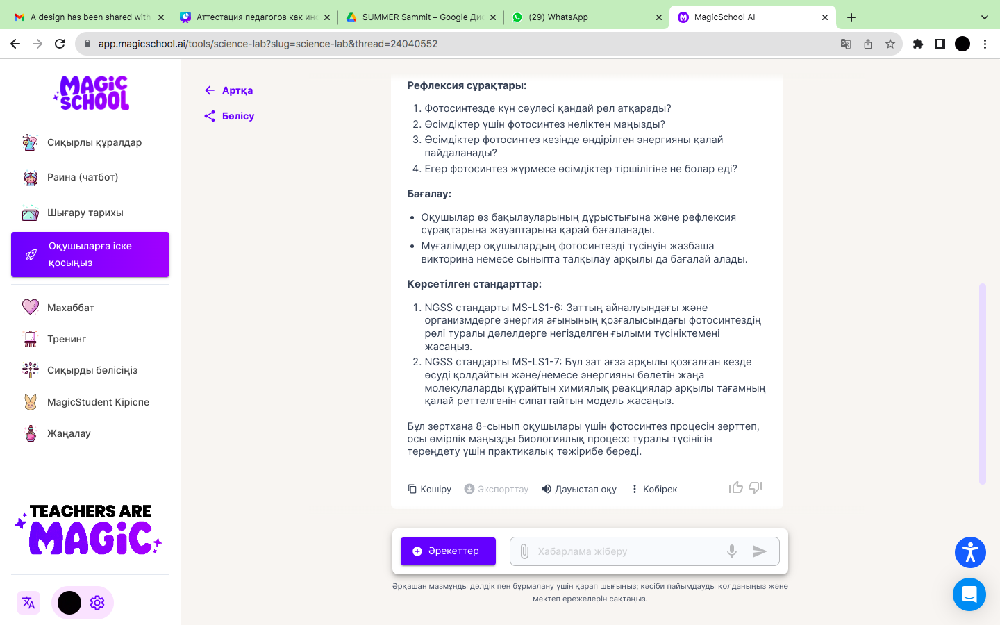 A design has been shared with
Аттестация педагогов как инс
SUMMER Sammit – Google Дис
(29) WhatsApp
MagicSchool AI
app.magicschool.ai/tools/science-lab?slug=science-lab&thread=24040552
MAGIC
SCHOOL
Сиқырлы құралдар
Раина (чатбот)
Шығару тарихы
Оқушыларға іске
қосыңыз
Махаббат
Тренинг
Сиқырды бөлісіңіз
MagicStudent Кіріспе
Жаңалау
TEACHERS ARE
MAGIC
Артқа
Бөлісу
Рефлексия сұрақтары:
1. Фотосинтезде күн сәулесі қандай рөл атқарады?
2. Өсімдіктер үшін фотосинтез неліктен маңызды?
3. Өсімдіктер фотосинтез кезінде өндірілген энергияны қалай
пайдаланады?
4. Егер фотосинтез жүрмесе өсімдіктер тіршілігіне не болар еді?
Бағалау:
• Оқушылар өз бақылауларының дұрыстығына және рефлексия
сұрақтарына жауаптарына қарай бағаланады.
• Мұғалімдер оқушылардың фотосинтезді түсінуін жазбаша
викторина немесе сыныпта талқылау арқылы да бағалай алады.
Көрсетілген стандарттар:
1. NGSS стандарты MS-LS1-6: Заттың айналуындағы және
организмдерге энергия ағынының қозғалысындағы фотосинтездің
рөлі туралы дәлелдерге негізделген ғылыми түсініктемені
жасаңыз.
2. NGSS стандарты MS-LS1-7: Бұл зат ағза арқылы қозғалған кезде
өсуді қолдайтын және/немесе энергияны бөлетін жаңа
молекулаларды құрайтын химиялық реакциялар арқылы тағамның
қалай реттелгенін сипаттайтын модель жасаңыз.
Бұл зертхана 8-сынып оқушылары үшін фотосинтез процесін зерттеп,
осы өмірлік маңызды биологиялық процесс туралы түсінігін
тереңдету үшін практикалық тәжірибе береді.
Көшіру Экспорттау Дауыстап оқу Көбірек
Әрекеттер Хабарлама жіберу
Әрқашан мазмұнды дәлдік пен бұрмалану үшін қарап шығыңыз; кәсіби пайымдауды қолданыңыз және
мектеп ережелерін сақтаңыз.